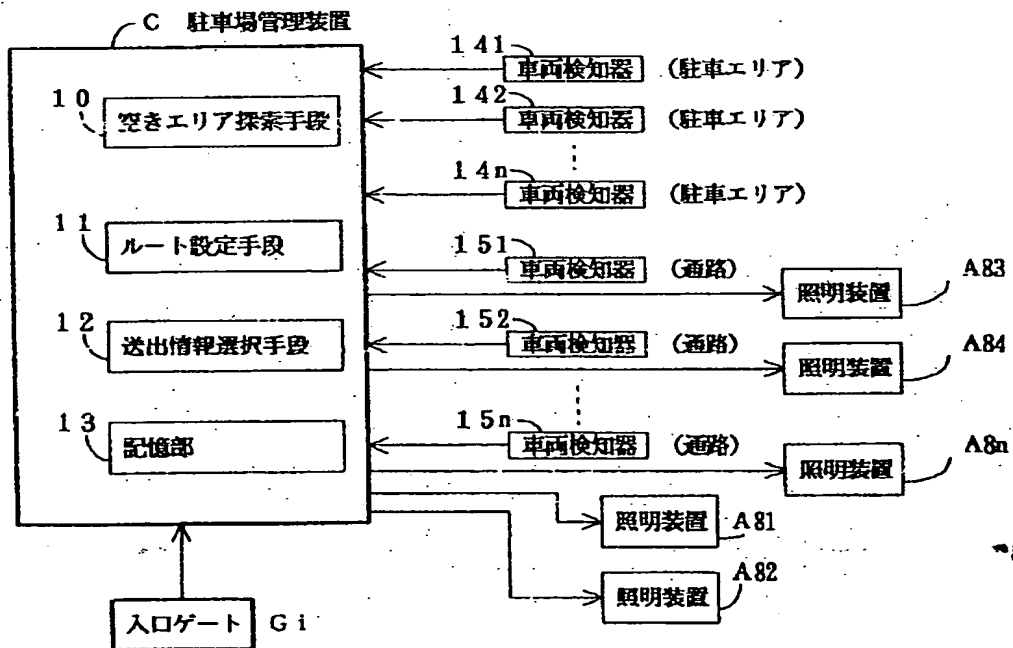 C 駐車場管理装置
141
車両検知器 (駐車エリア)
10
空きエリア探索手段
142
車両検知器 (駐車エリア)
14n
車両検知器 (駐車エリア)
11
ルート設定手段
151
車両検知器 (通路)
照明装置 A83
12
送出情報選択手段
152
車両検知器 (通路)
照明装置 A84
13
記憶部
15n
車両検知器 (通路)
照明装置 A8n
照明装置 A81
照明装置 A82
入口ゲート Gi